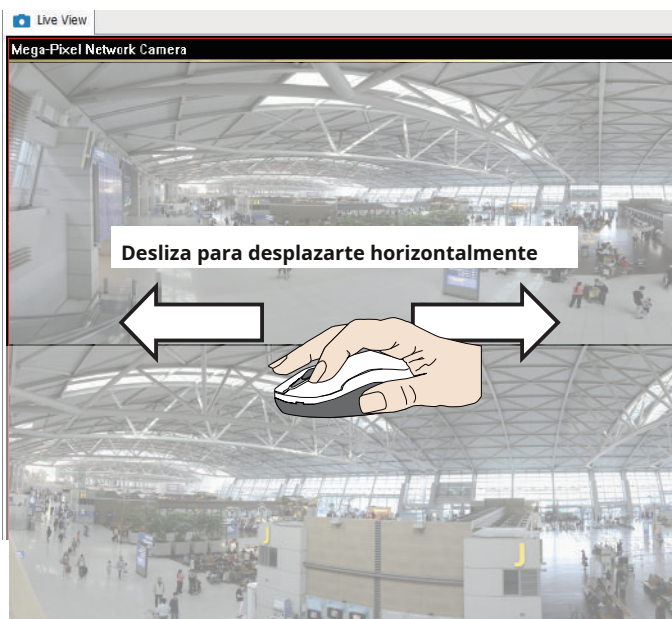 Live View
Mega-Pixel Network Camera
Desliza para desplazarte horizontalmente
J
J